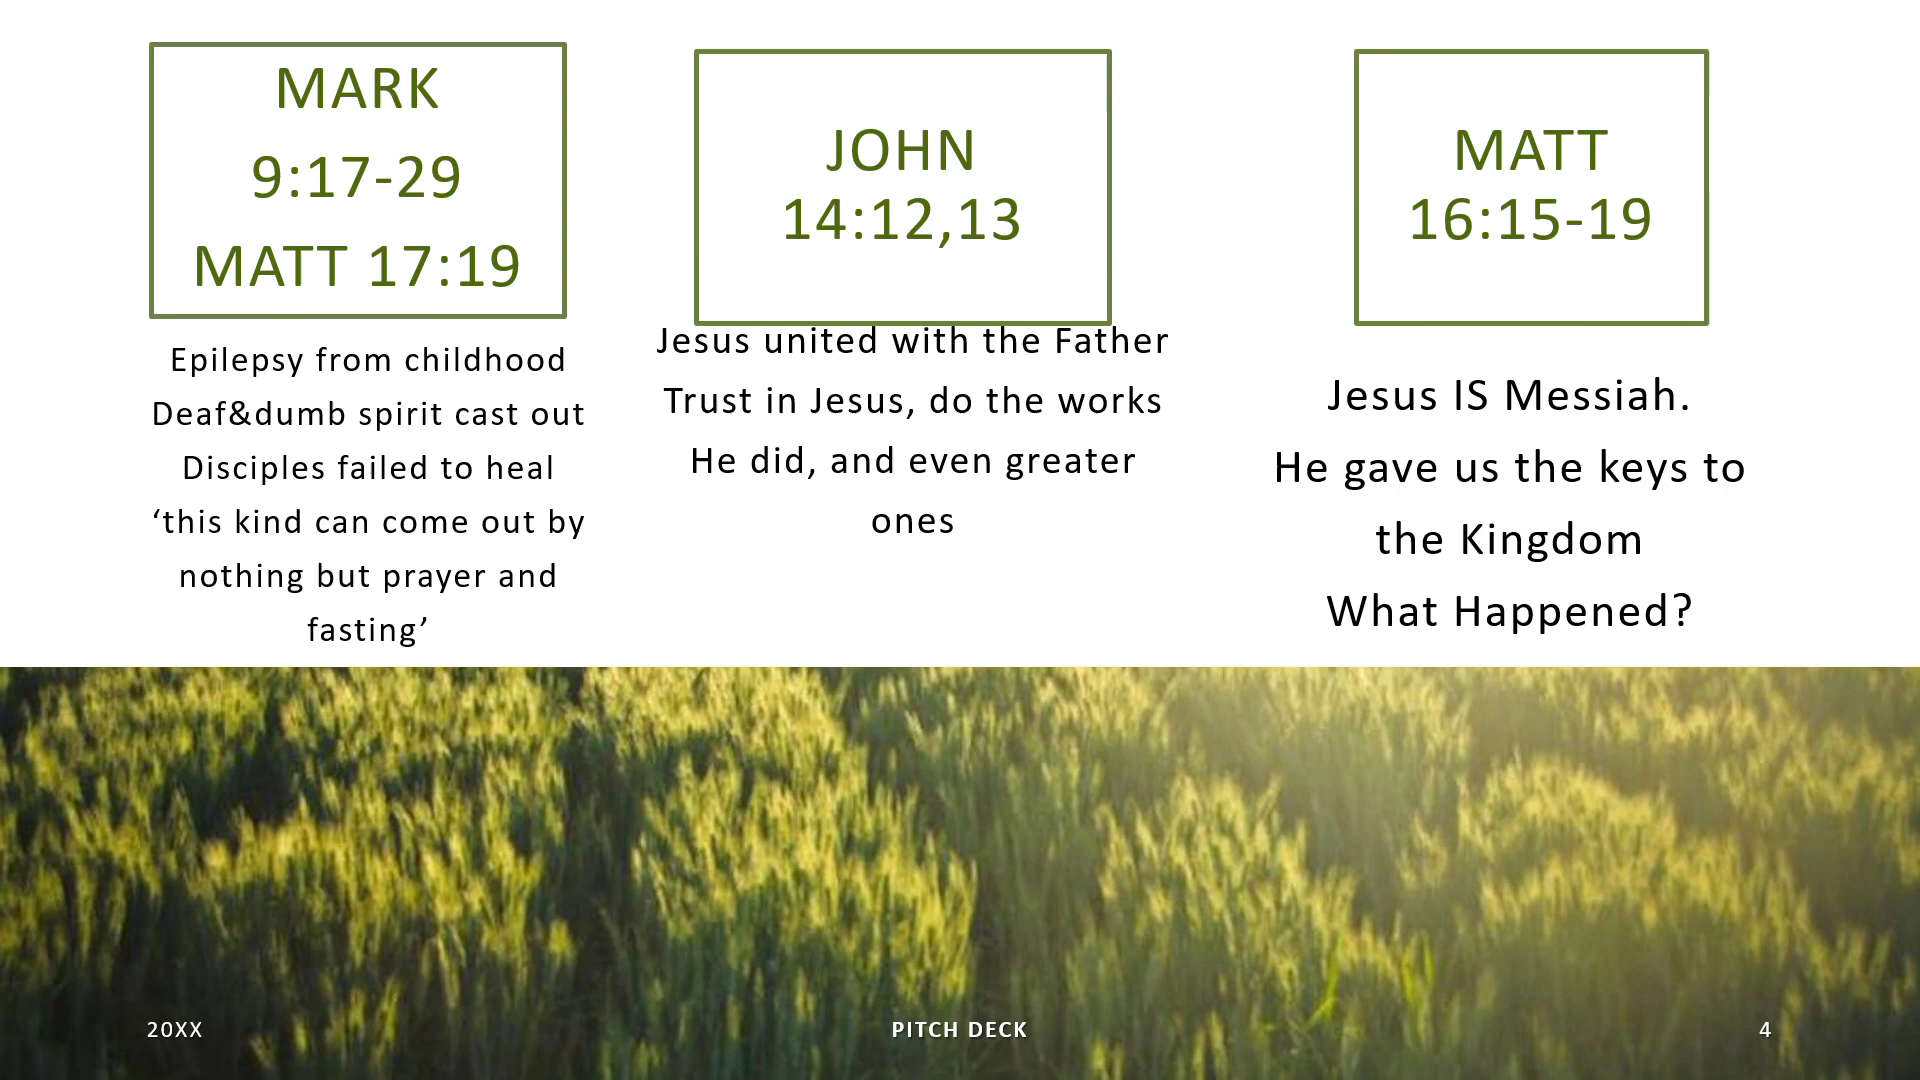 MARK
9:17-29
MATT 17:19
Epilepsy from childhood
Deaf&dumb spirit cast out
Disciples failed to heal
‘this kind can come out by
nothing but prayer and
fasting’
JOHN
14:12,13
Jesus united with the Father
Trust in Jesus, do the works
He did, and even greater
ones
MATT
16:15-19
Jesus IS Messiah.
He gave us the keys to
the Kingdom
What Happened?
20XX
PITCH DECK
4